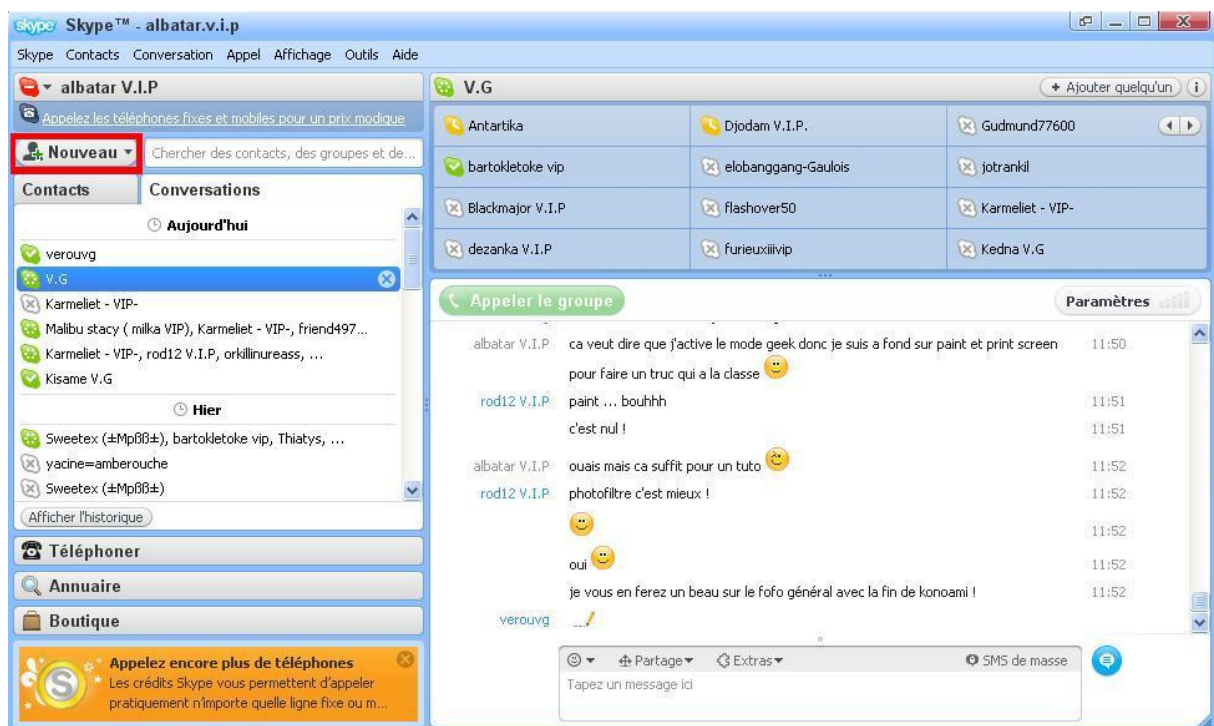 skype Skype™ - albatar.v.i.p
Skype Contacts Conversation Appel Affichage Outils Aide
albatar V.I.P
Appelez les téléphones fixes et mobiles pour un prix modique
Nouveau
Chercher des contacts, des groupes et de...
Contacts Conversations
Aujourd'hui
verouvg
V.G
Karmeliet - VIP-
Malibu stacy ( milka VIP), Karmeliet - VIP-, friend497...
Karmeliet - VIP-, rod12 V.I.P, orkillinureass, ...
Kisame V.G
Hier
Sweetex (±Mpßß±), bartokletoke vip, Thiatys, ...
yacine=amberouche
Sweetex (±Mpßß±)
Afficher l'historique
Téléphoner
Annuaire
Boutique
Appelez encore plus de téléphones
Les crédits Skype vous permettent d'appeler
pratiquement n'importe quelle ligne fixe ou m...
V.G
Ajouter quelqu'un
Antartika Djodam V.I.P. Gudmund77600
bartokletoke vip elobanggang-Gaulois jotrankil
Blackmajor V.I.P flashover50 Karmeliet - VIP-
dezanka V.I.P furieuxiiivip Kedna V.G
Appeler le groupe
Paramètres
albatar V.I.P ca veut dire que j'active le mode geek donc je suis a fond sur paint et print screen 11:50
pour faire un truc qui a la classe
rod12 V.I.P paint ... bouhhh 11:51
c'est nul ! 11:51
albatar V.I.P ouais mais ca suffit pour un tuto 11:52
rod12 V.I.P photofiltre c'est mieux ! 11:52
11:52
oui 11:52
je vous en ferez un beau sur le fofo général avec la fin de konoami ! 11:52
verouvg ...
Partage Extras SMS de masse
Tapez un message ici